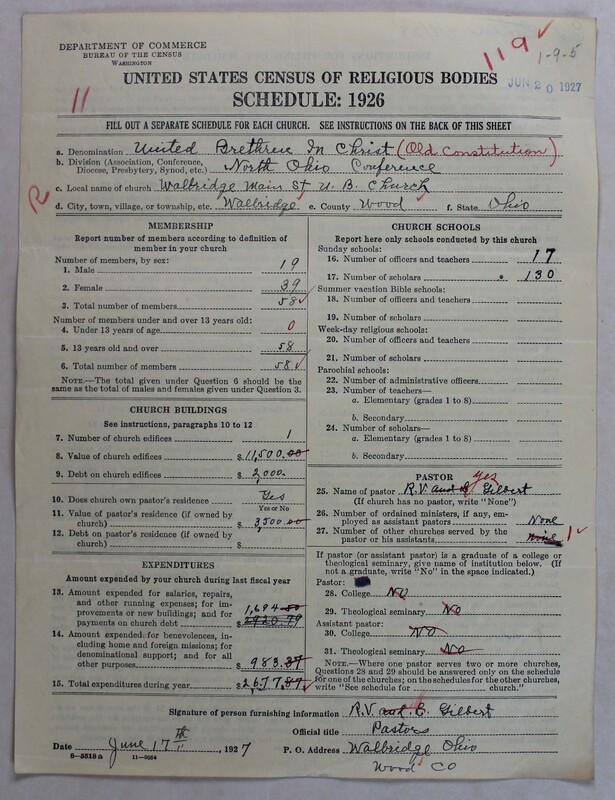 DEPARTMENT OF COMMERCE
BUREAU OF THE CENSUS
WASHINGTON
119
1-9-5
JUN 20 1927
11
UNITED STATES CENSUS OF RELIGIOUS BODIES
SCHEDULE: 1926
FILL OUT A SEPARATE SCHEDULE FOR EACH CHURCH. SEE INSTRUCTIONS ON THE BACK OF THIS SHEET
a. Denomination United Brethren In Christ (Old Constitution)
b. Division (Association, Conference, Diocese, Presbytery, Synod, etc.) North Ohio Conference
c. Local name of church Walbridge Main St U. B. Church
R
d. City, town, village, or township, etc. Walbridge e. County Wood f. State Ohio
MEMBERSHIP
Report number of members according to definition of
member in your church
Number of members, by sex:
1. Male 19
2. Female 39
3. Total number of members 58
Number of members under and over 13 years old:
4. Under 13 years of age 0
5. 13 years old and over 58
6. Total number of members 58
NOTE.—The total given under Question 6 should be
the same as the total of males and females given under Question 3.
CHURCH BUILDINGS
See instructions, paragraphs 10 to 12
7. Number of church edifices 1
8. Value of church edifices $ 11,500.00
9. Debt on church edifices $ 2,000.
10. Does church own pastor's residence Yes
Yes or No
11. Value of pastor's residence (if owned by
church) $ 3,500.00
12. Debt on pastor's residence (if owned by
church) $
EXPENDITURES
Amount expended by your church during last fiscal year
13. Amount expended for salaries, repairs,
and other running expenses; for im-
provements or new buildings; and for
payments on church debt 1,694.50
$ 2920.79
14. Amount expended for benevolences,
including home and foreign missions; for
denominational support; and for all
other purposes $ 983.37
15. Total expenditures during year $ 2677.87
CHURCH SCHOOLS
Report here only schools conducted by this church
Sunday schools:
16. Number of officers and teachers 17
17. Number of scholars 130
Summer vacation Bible schools:
18. Number of officers and teachers
19. Number of scholars
Week-day religious schools:
20. Number of officers and teachers
21. Number of scholars
Parochial schools:
22. Number of administrative officers
23. Number of teachers—
a. Elementary (grades 1 to 8)
b. Secondary
24. Number of scholars—
a. Elementary (grades 1 to 8)
b. Secondary
PASTOR
yes
25. Name of pastor R.V. and E. Gilbert
(If church has no pastor, write "None")
26. Number of ordained ministers, if any, em-
ployed as assistant pastors None
27. Number of other churches served by the
pastor or his assistants none 1
If pastor (or assistant pastor) is a graduate of a college or
theological seminary, give name of institution below. (If
not a graduate, write "No" in the space indicated.)
Pastor:
28. College No
29. Theological seminary No
Assistant pastor:
30. College No
31. Theological seminary No
NOTE.—Where one pastor serves two or more churches,
Questions 28 and 29 should be answered only on the schedule
for one of the churches; on the schedules for the other churches,
write "See schedule for church."
Signature of person furnishing information R.V. and E. Gilbert
Official title Pastors
Date June 17th, 1927 P. O. Address Walbridge Ohio
Wood Co
8—5518a 11—9054